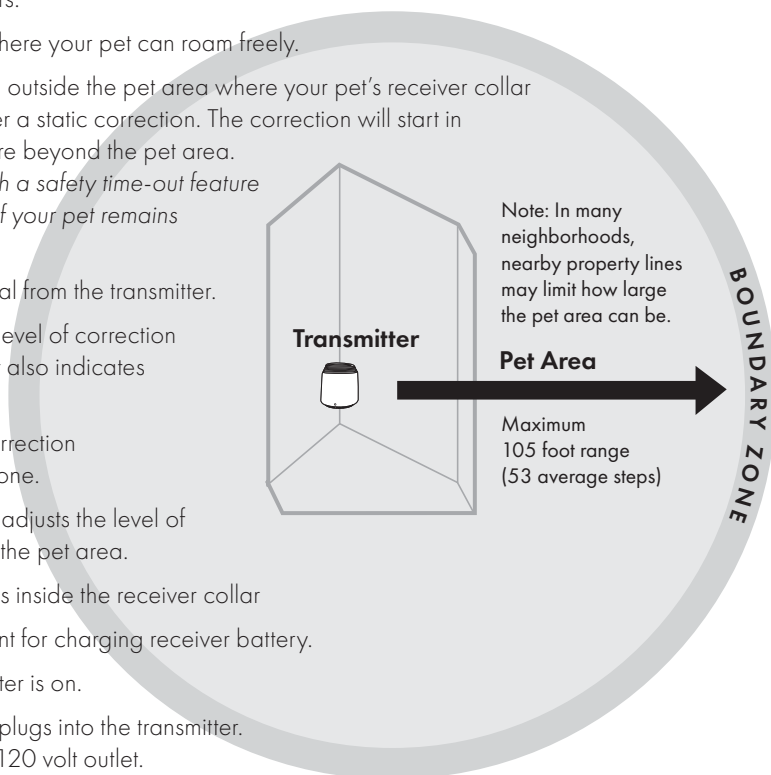 rs.
here your pet can roam freely.
outside the pet area where your pet's receiver collar
er a static correction. The correction will start in
re beyond the pet area.
h a safety time-out feature
if your pet remains
al from the transmitter.
level of correction
t also indicates
rrection
one.
adjusts the level of
the pet area.
s inside the receiver collar
nt for charging receiver battery.
ter is on.
plugs into the transmitter.
120 volt outlet.
Transmitter
Note: In many
neighborhoods,
nearby property lines
may limit how large
the pet area can be.
Pet Area
Maximum
105 foot range
(53 average steps)
BOUNDARY ZONE